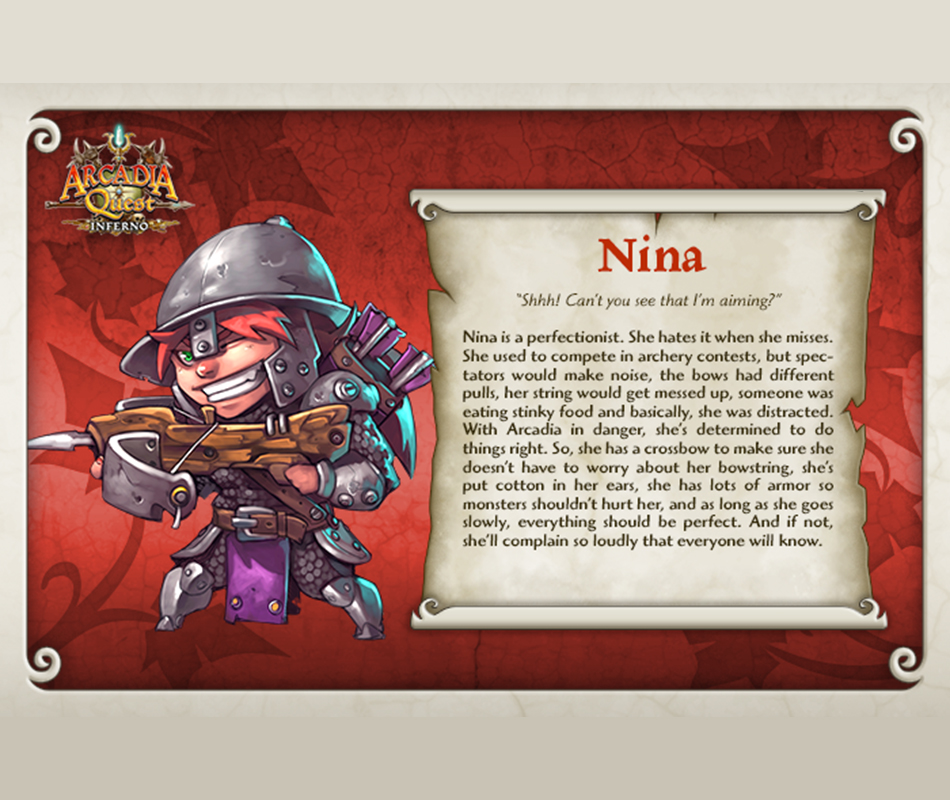 ARCADIA
Quest
INFERNO
Nina
"Shhh! Can't you see that I'm aiming?"
Nina is a perfectionist. She hates it when she misses.
She used to compete in archery contests, but spec-
tators would make noise, the bows had different
pulls, her string would get messed up, someone was
eating stinky food and basically, she was distracted.
With Arcadia in danger, she's determined to do
things right. So, she has a crossbow to make sure she
doesn't have to worry about her bowstring, she's
put cotton in her ears, she has lots of armor so
monsters shouldn't hurt her, and as long as she goes
slowly, everything should be perfect. And if not,
she'll complain so loudly that everyone will know.